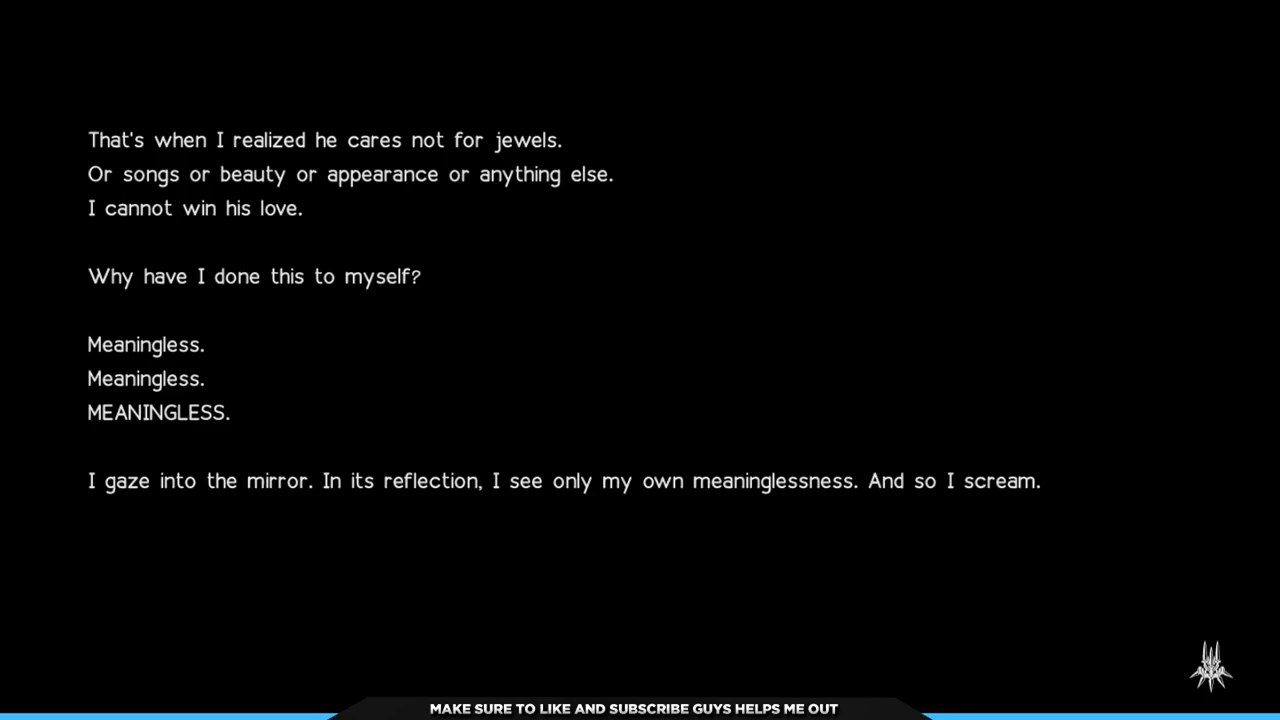 That's when I realized he cares not for jewels.
Or songs or beauty or appearance or anything else.
I cannot win his love.
Why have I done this to myself?
Meaningless.
Meaningless.
MEANINGLESS.
I gaze into the mirror. In its reflection, I see only my own meaninglessness. And so I scream.
MAKE SURE TO LIKE AND SUBSCRIBE GUYS HELPS ME OUT